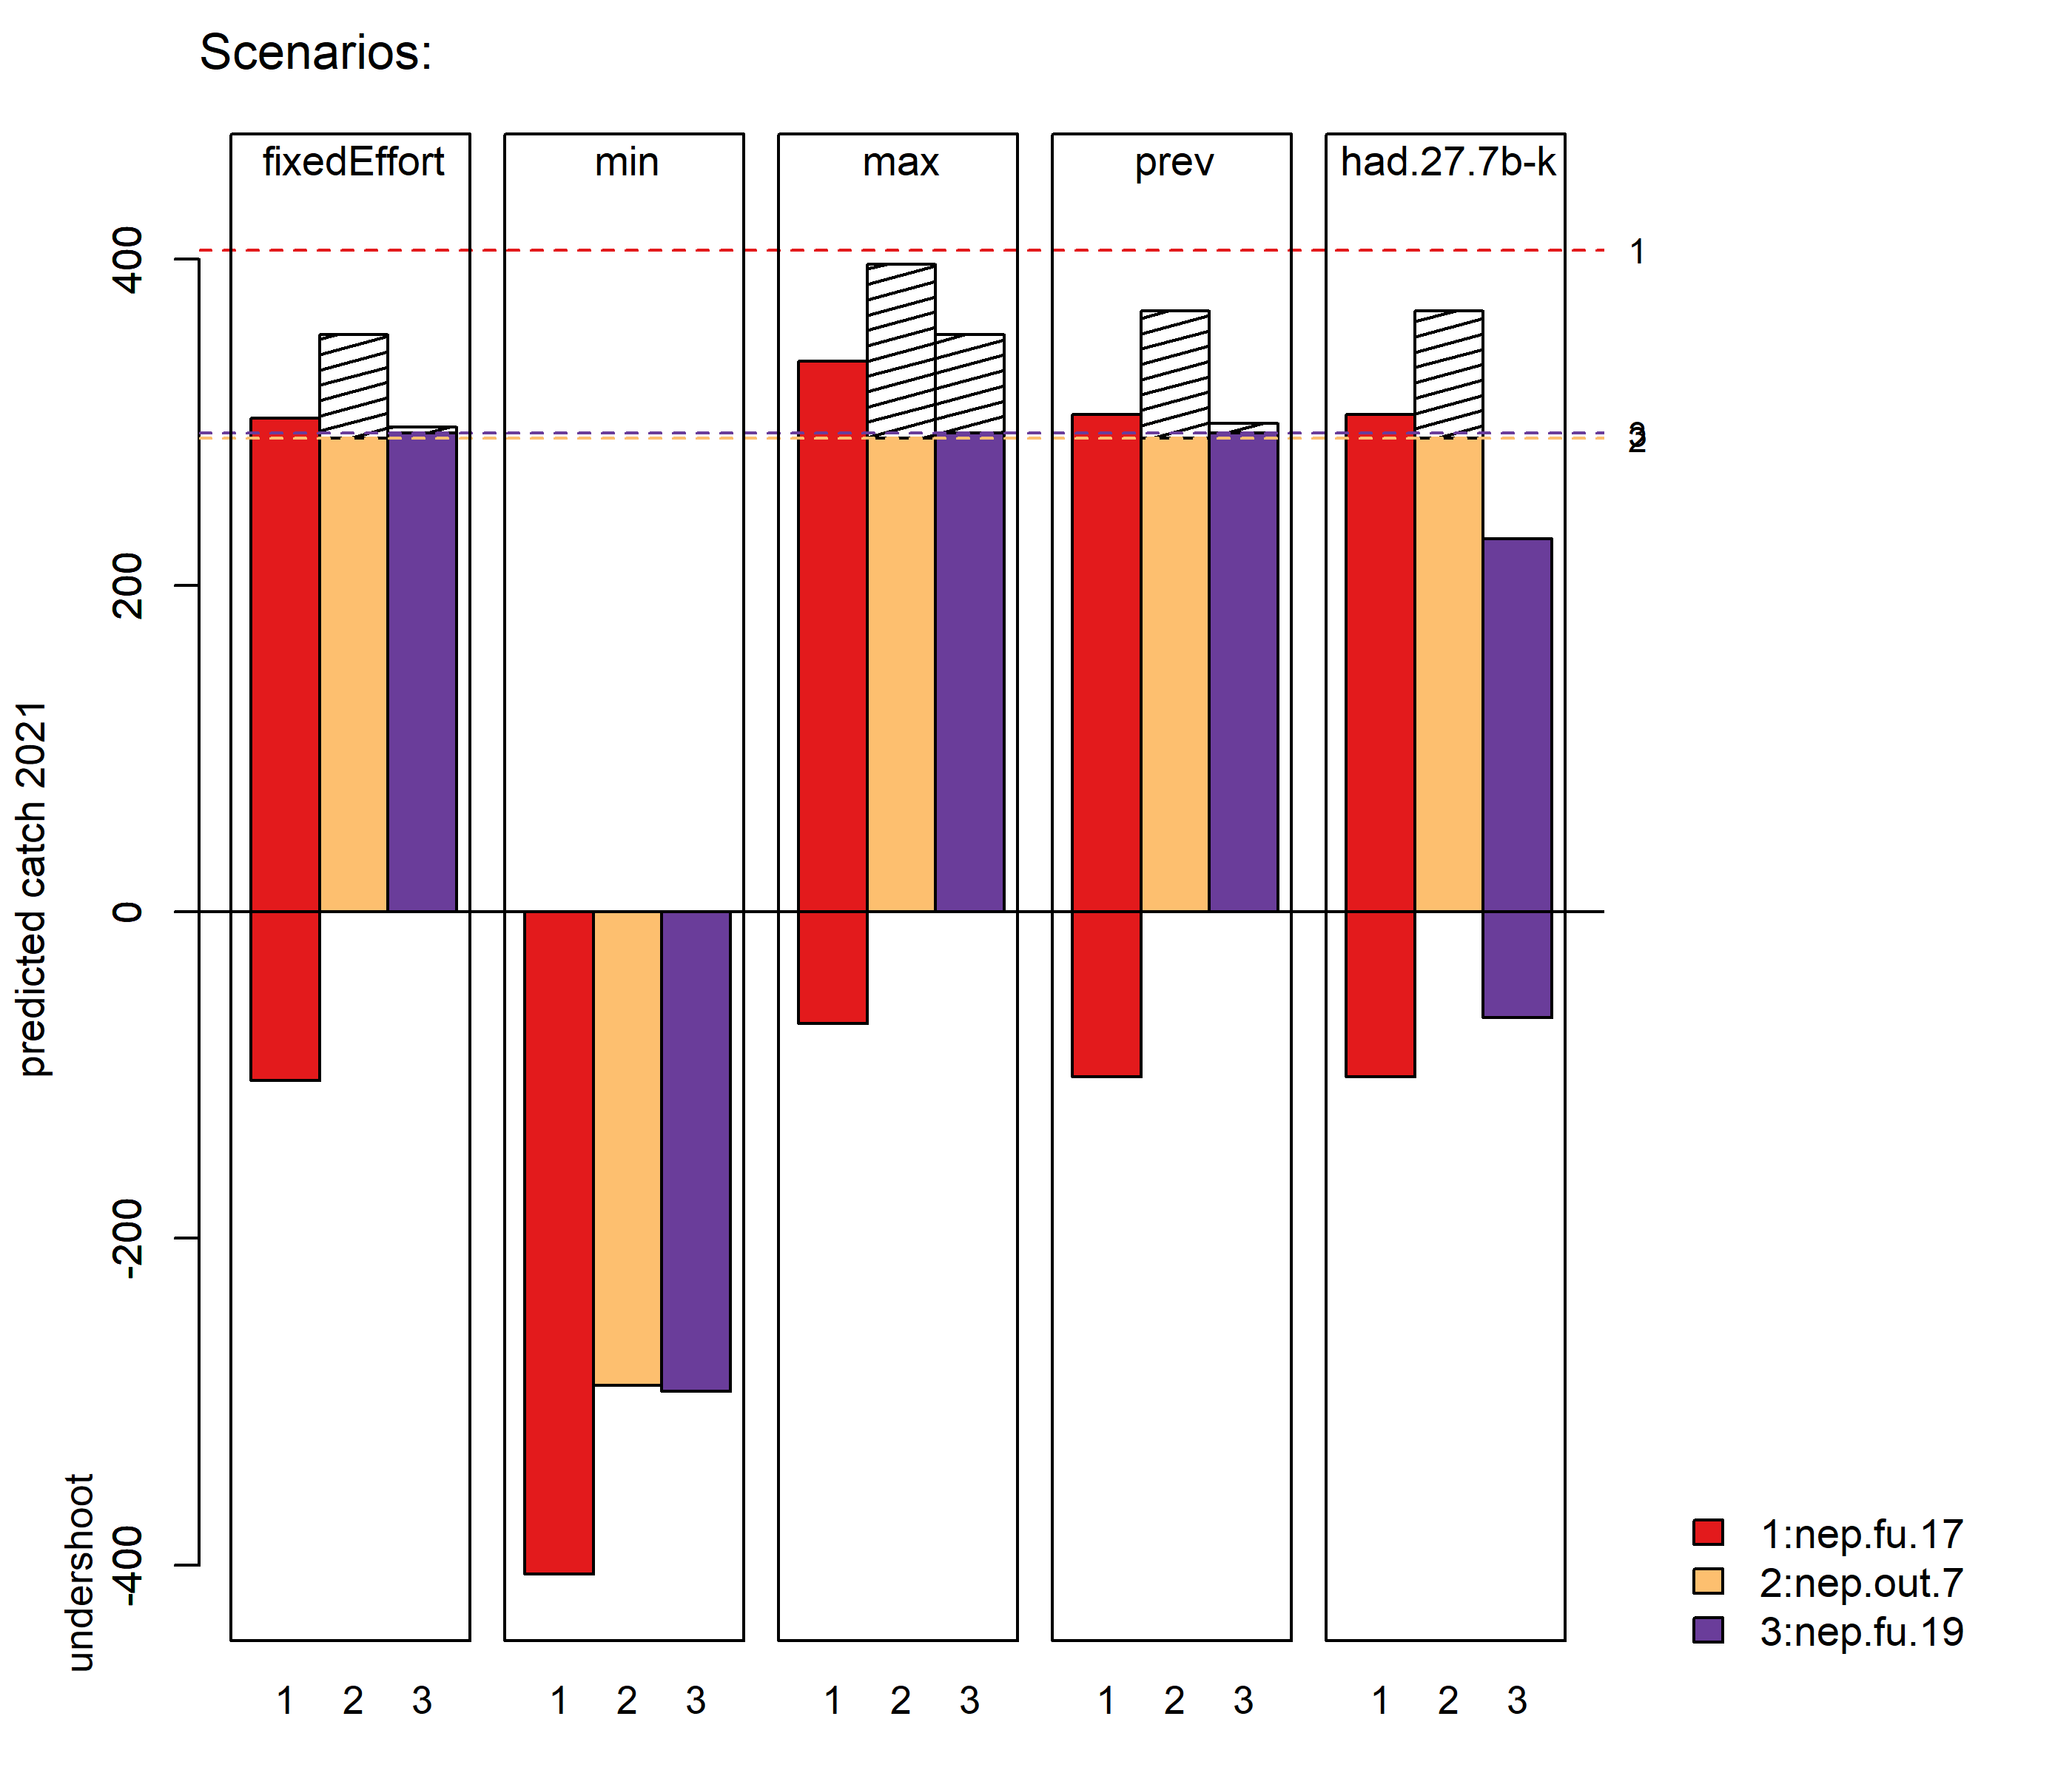 Scenarios:
fixedEffort min max prev had.27.7b-k
400
200
0
-200
-400
predicted catch 2021
undershoot
1
3
2
1 2 3 1 2 3 1 2 3 1 2 3 1 2 3
1:nep.fu.17
2:nep.out.7
3:nep.fu.19